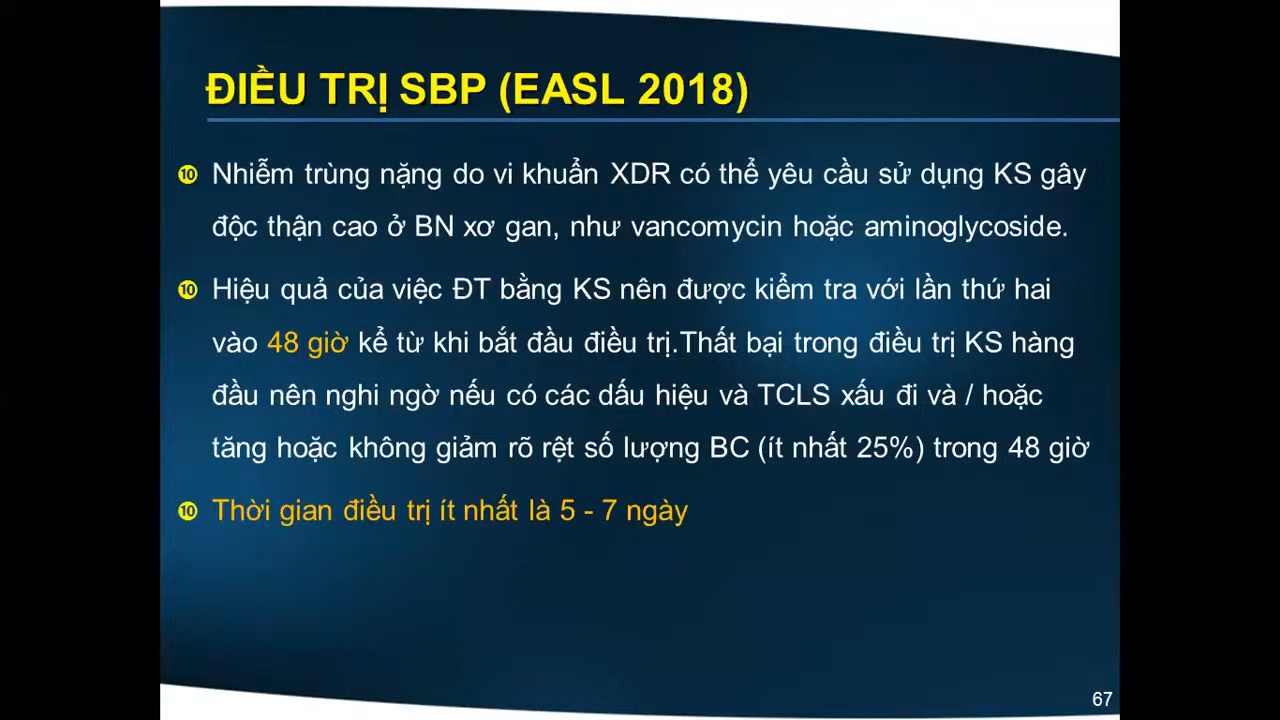 ĐIỀU TRỊ SBP (EASL 2018)
❿ Nhiễm trùng nặng do vi khuẩn XDR có thể yêu cầu sử dụng KS gây
độc thận cao ở BN xơ gan, như vancomycin hoặc aminoglycoside.
❿ Hiệu quả của việc ĐT bằng KS nên được kiểm tra với lần thứ hai
vào 48 giờ kể từ khi bắt đầu điều trị.Thất bại trong điều trị KS hàng
đầu nên nghi ngờ nếu có các dấu hiệu và TCLS xấu đi và / hoặc
tăng hoặc không giảm rõ rệt số lượng BC (ít nhất 25%) trong 48 giờ
❿ Thời gian điều trị ít nhất là 5 - 7 ngày
67